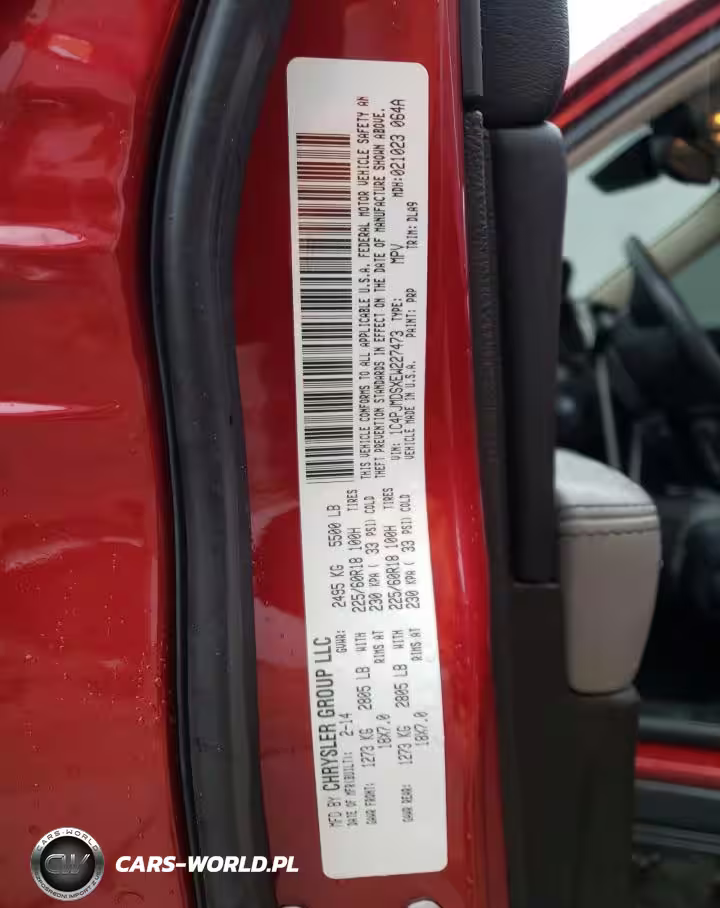 MFD BY CHRYSLER GROUP LLC
DATE OF MFR(BUILT): 2-14 GVWR: 2495 KG 5500 LB
GAWR FRONT: 1273 KG 2805 LB WITH 225/60R18 100H TIRES
18X7.0 RIMS AT 230 KPA ( 33 PSI) COLD
GAWR REAR: 1273 KG 2805 LB WITH 225/60R18 100H TIRES
18X7.0 RIMS AT 230 KPA ( 33 PSI) COLD
THIS VEHICLE CONFORMS TO ALL APPLICABLE U.S.A. FEDERAL MOTOR VEHICLE SAFETY AN
THEFT PREVENTION STANDARDS IN EFFECT ON THE DATE OF MANUFACTURE SHOWN ABOVE.
VIN: 1C4PJMDSXEW227473 TYPE: MPV MDH:021023 064A
VEHICLE MADE IN U.S.A. PAINT: PRP TRIM: DLA9
CARS-WORLD
CW
CARS-WORLD.PL